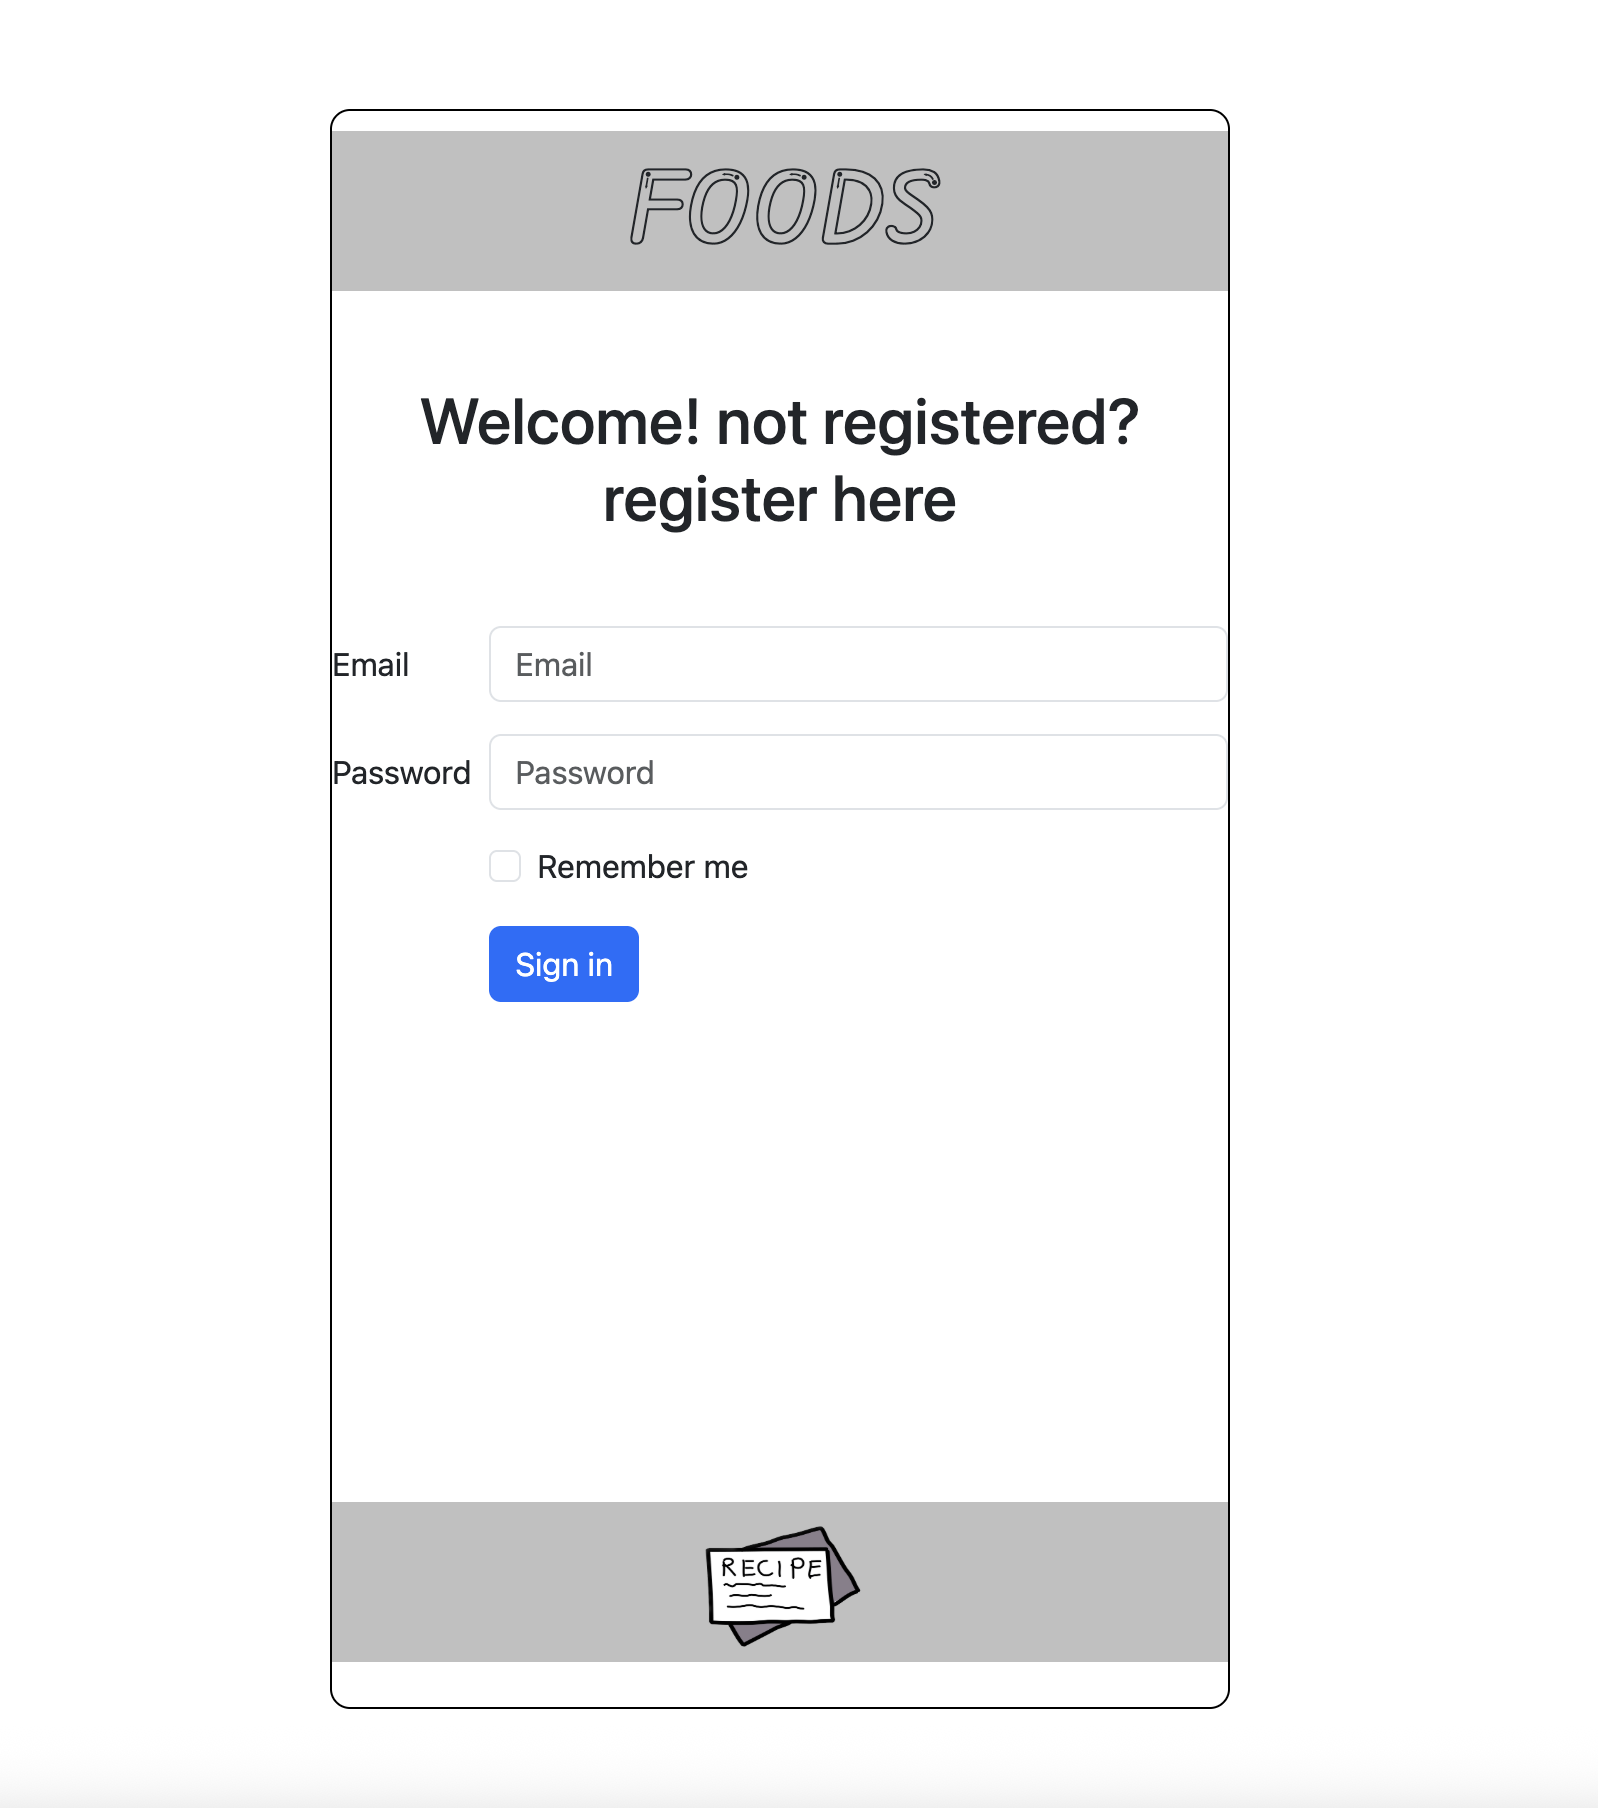 FOODS
Welcome! not registered?
register here
Email Email
Password Password
Remember me
Sign in
RECIPE